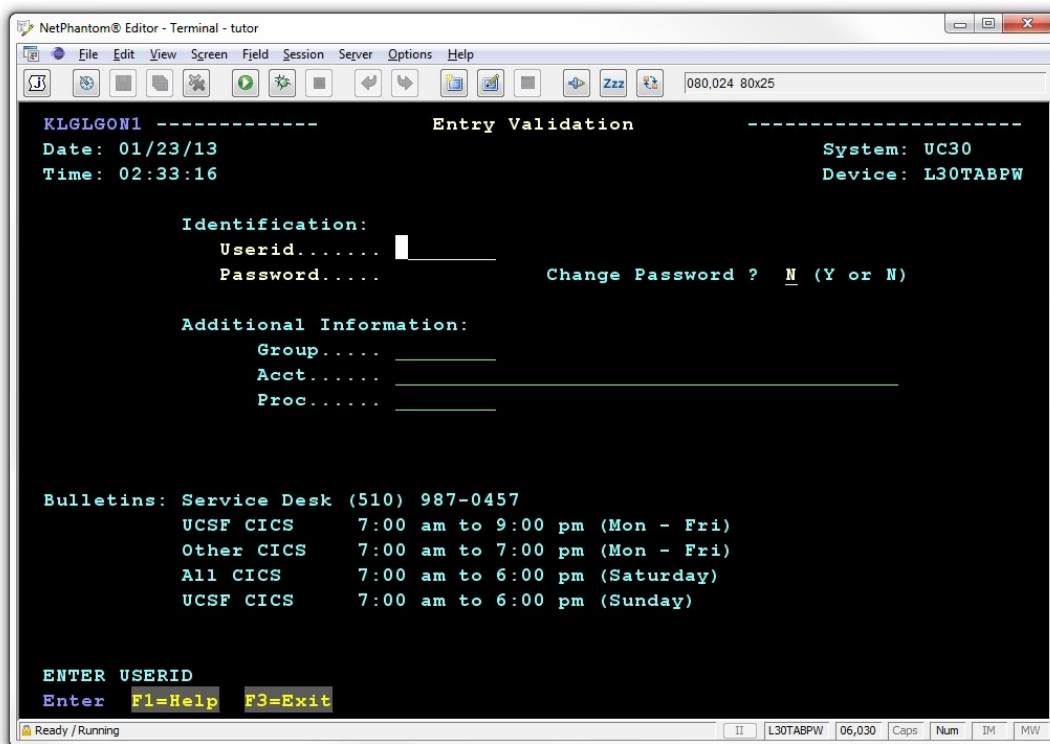 NetPhantom® Editor - Terminal - tutor
File Edit View Screen Field Session Server Options Help
Zzz 080,024 80x25
KLGLGON1 ------------- Entry Validation ----------------------
Date: 01/23/13 System: UC30
Time: 02:33:16 Device: L30TABPW
Identification:
Userid.......
Password..... Change Password ? N (Y or N)
Additional Information:
Group.....
Acct......
Proc......
Bulletins: Service Desk (510) 987-0457
UCSF CICS 7:00 am to 9:00 pm (Mon - Fri)
Other CICS 7:00 am to 7:00 pm (Mon - Fri)
All CICS 7:00 am to 6:00 pm (Saturday)
UCSF CICS 7:00 am to 6:00 pm (Sunday)
ENTER USERID
Enter F1=Help F3=Exit
Ready / Running II L30TABPW 06,030 Caps Num IM MW